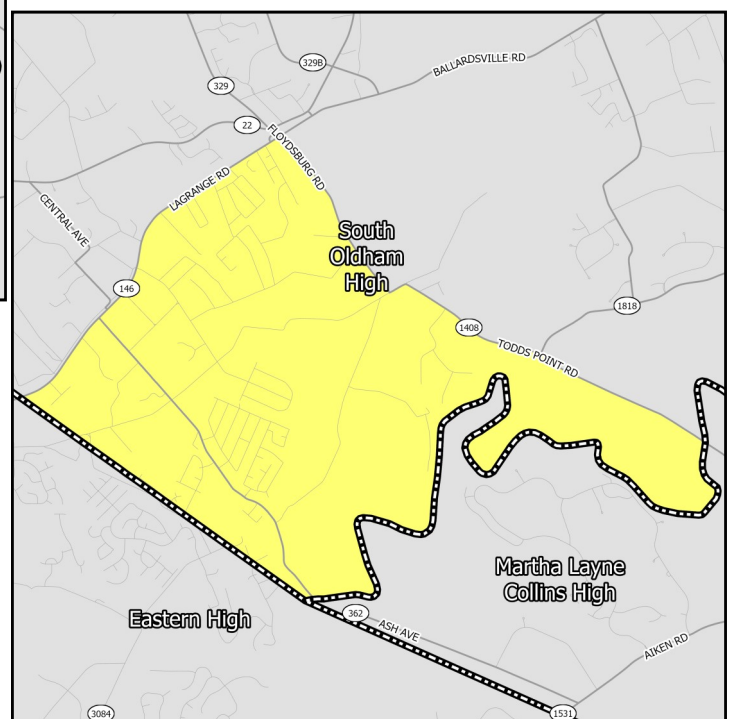 329B
BALLARDSVILLE RD
329
22
FLOYDSBURG RD
LAGRANGE RD
CENTRAL AVE
South
Oldham
High
146
1818
1408
TODDS POINT RD
Martha Layne
Collins High
Eastern High
362
ASH AVE
AIKEN RD
3084
1531